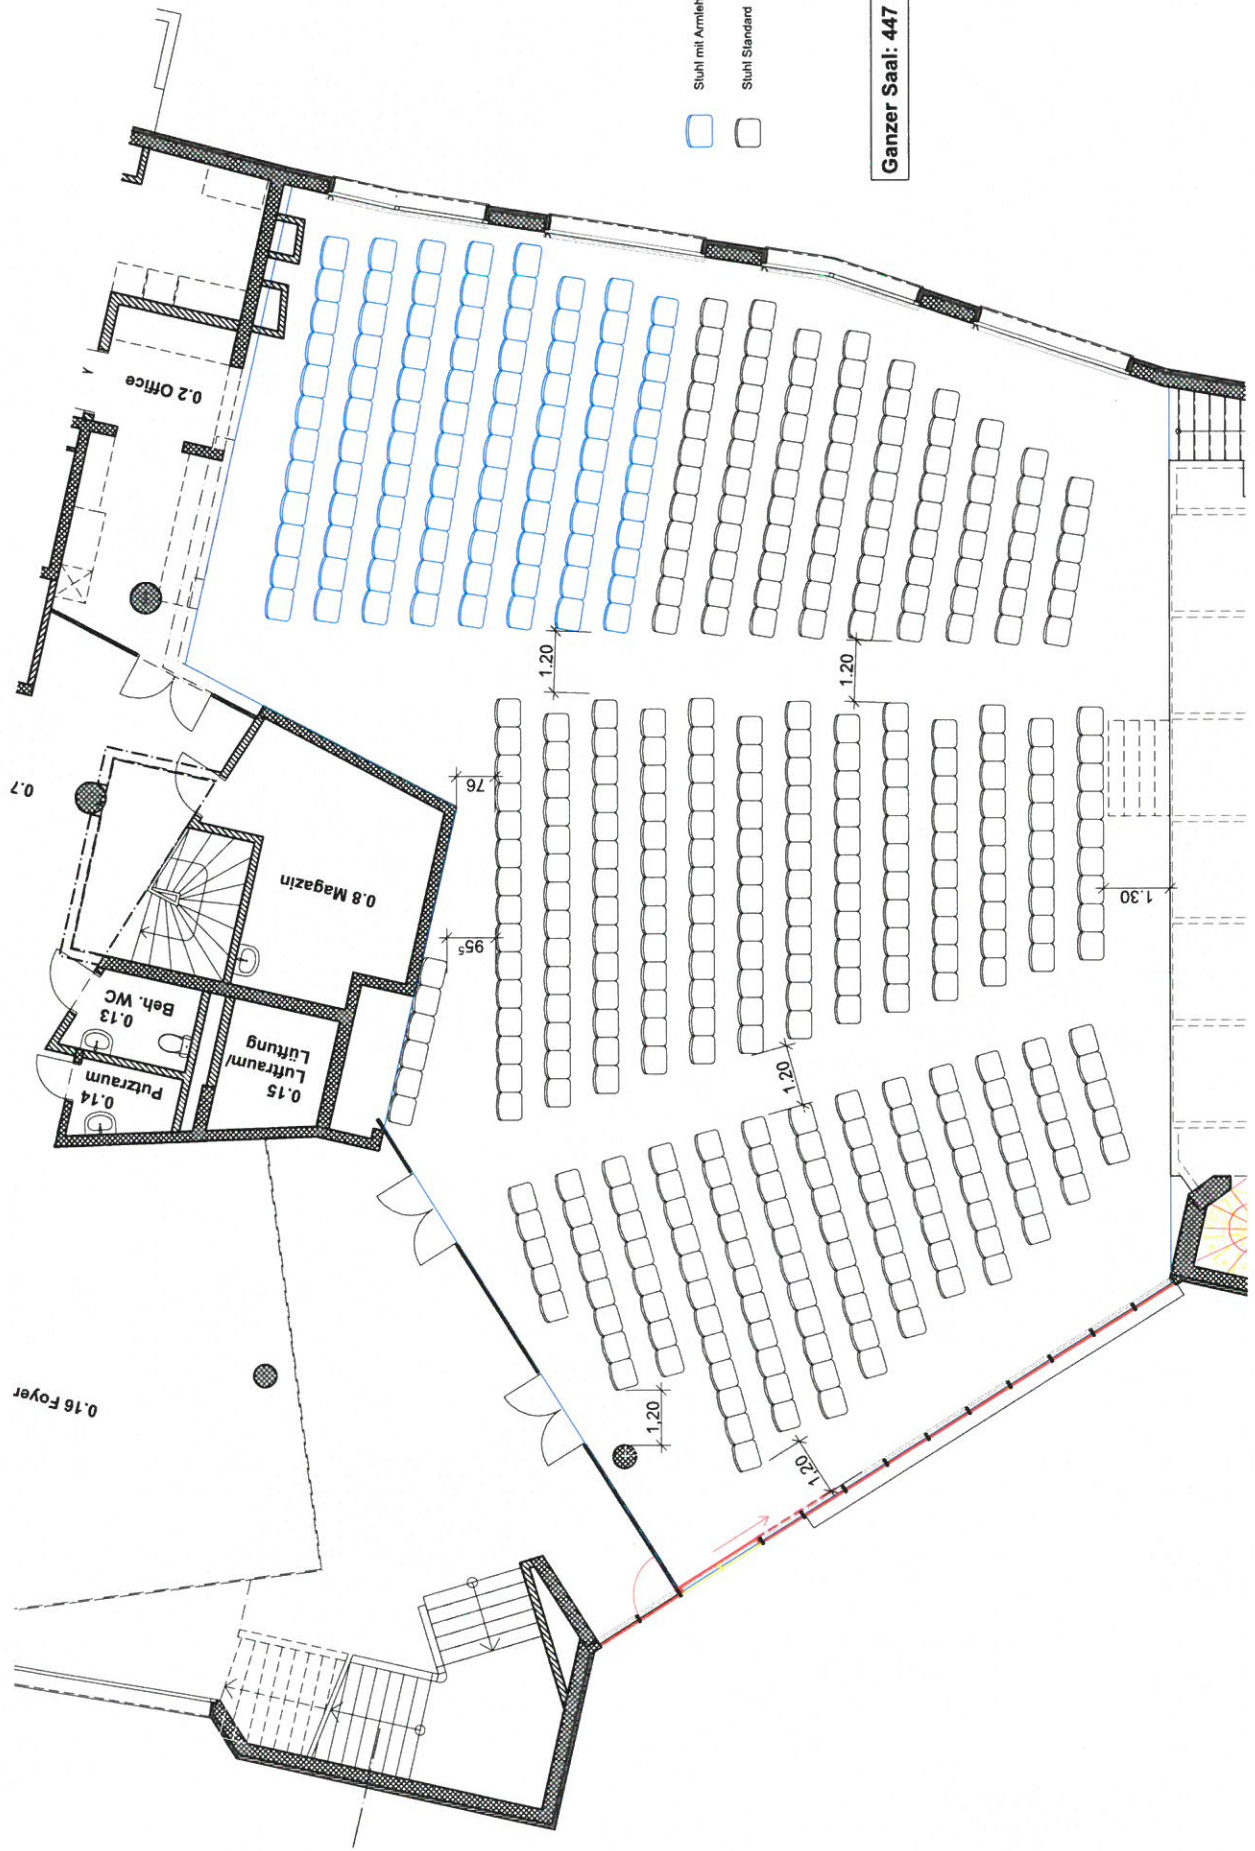 Stuhl mit Armleh
Stuhl Standard
Ganzer Saal: 447
0.2 Office
0.7
0.8 Magazin
0.13
Beh. WC
0.14
Putzraum
0.15
Luftraum/
Lüftung
0.16 Foyer
1.20
1.20
76
95⁵
1.30
1.20
1,20
1,20